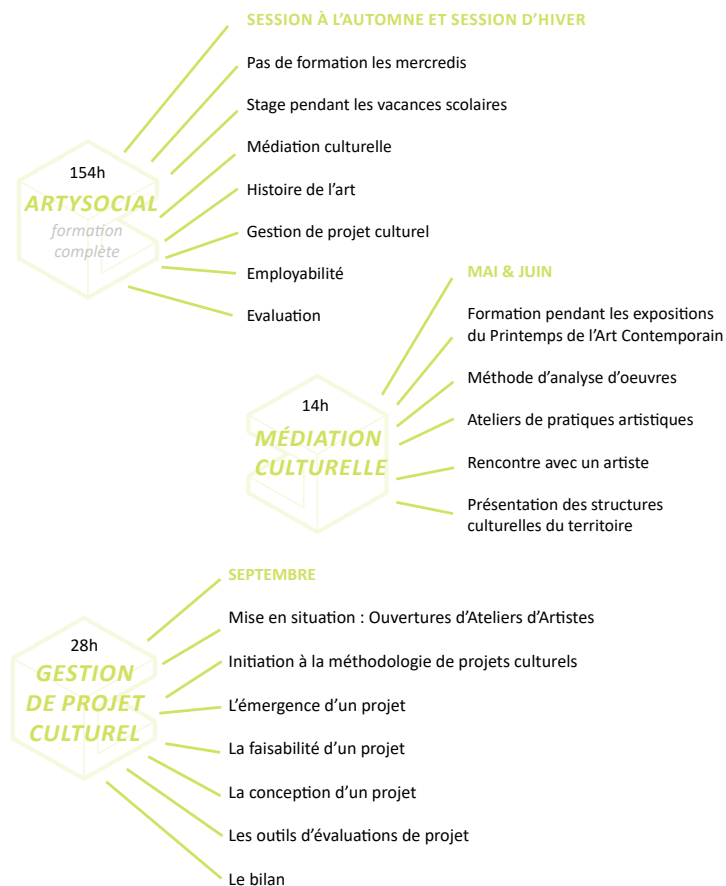 SESSION À L'AUTOMNE ET SESSION D'HIVER
Pas de formation les mercredis
Stage pendant les vacances scolaires
Médiation culturelle
Histoire de l'art
Gestion de projet culturel
Employabilité
Evaluation
154h
ARTYSOCIAL
formation
complète
MAI & JUIN
Formation pendant les expositions
du Printemps de l'Art Contemporain
Méthode d'analyse d'oeuvres
Ateliers de pratiques artistiques
Rencontre avec un artiste
Présentation des structures
culturelles du territoire
14h
MÉDIATION
CULTURELLE
SEPTEMBRE
Mise en situation : Ouvertures d'Ateliers d'Artistes
Initiation à la méthodologie de projets culturels
L'émergence d'un projet
La faisabilité d'un projet
La conception d'un projet
Les outils d'évaluations de projet
Le bilan
28h
GESTION
DE PROJET
CULTUREL